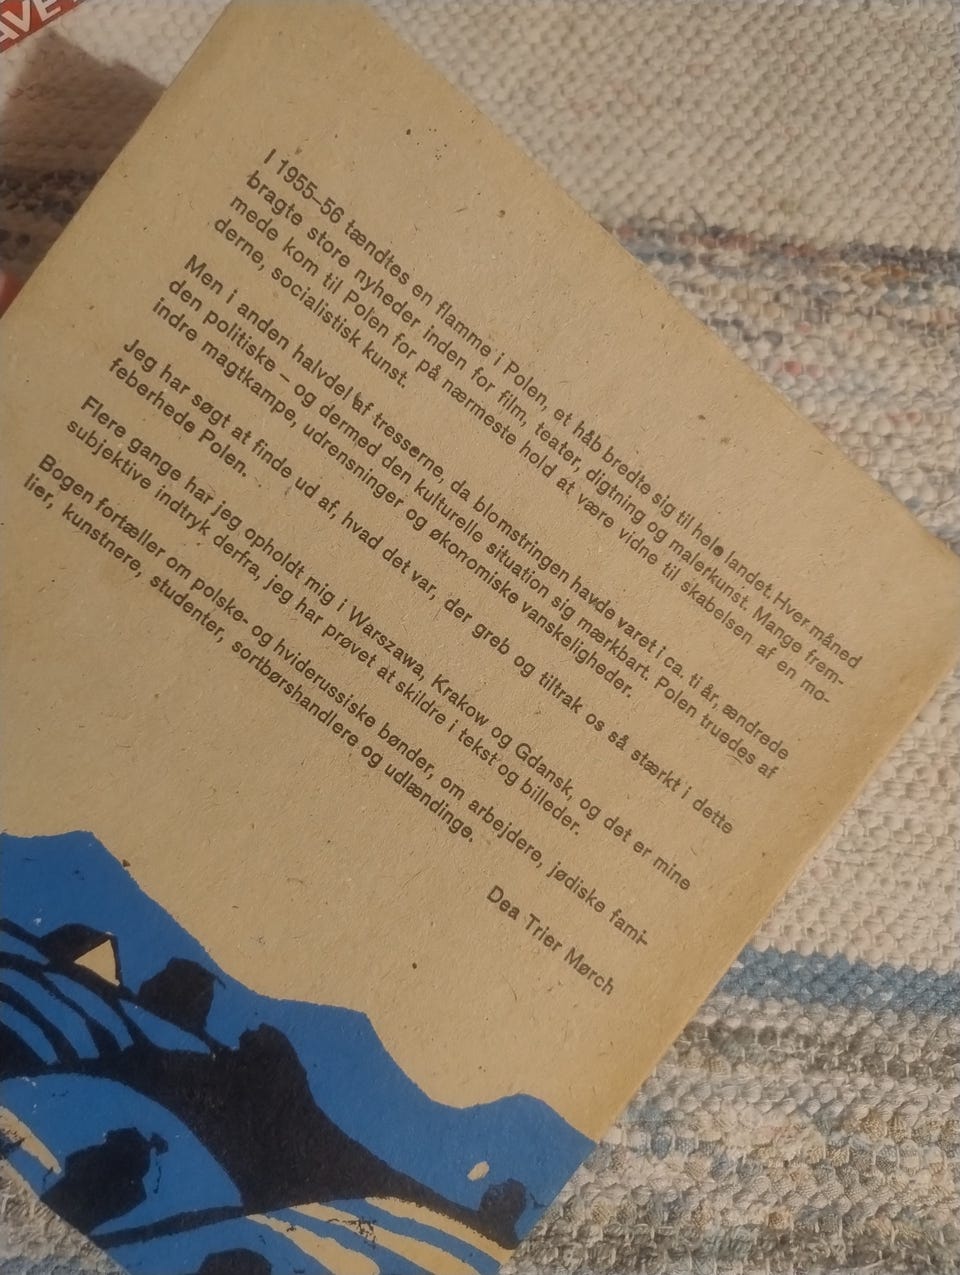 AVE
I 1955–56 tændtes en flamme i Polen, et håb bredte sig til hele landet. Hver måned
bragte store nyheder inden for film, teater, digtning og malerkunst. Mange frem-
mede kom til Polen for på nærmeste hold at være vidne til skabelsen af en mo-
derne, socialistisk kunst.
Men i anden halvdel af tresserne, da blomstringen havde varet i ca. ti år, ændrede
den politiske – og dermed den kulturelle situation sig mærkbart. Polen truedes af
indre magtkampe, udrensninger og økonomiske vanskeligheder.
Jeg har søgt at finde ud af, hvad det var, der greb og tiltrak os så stærkt i dette
feberhede Polen.
Flere gange har jeg opholdt mig i Warszawa, Krakow og Gdansk, og det er mine
subjektive indtryk derfra, jeg har prøvet at skildre i tekst og billeder.
Bogen fortæller om polske- og hviderussiske bønder, om arbejdere, jødiske fami-
lier, kunstnere, studenter, sortbørshandlere og udlændinge.
Dea Trier Mørch